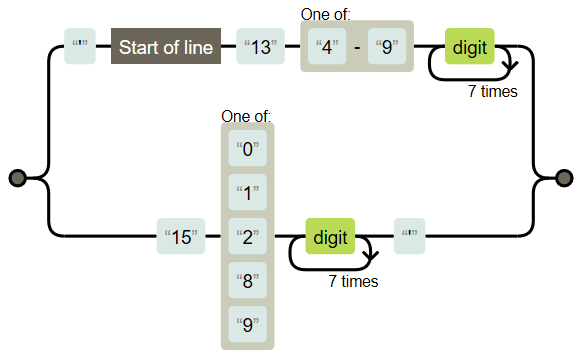 One of:
“'” Start of line “13” “4” - “9” digit
7 times
One of:
“0”
“1”
“15” “2” digit “'”
“8”
7 times
“9”